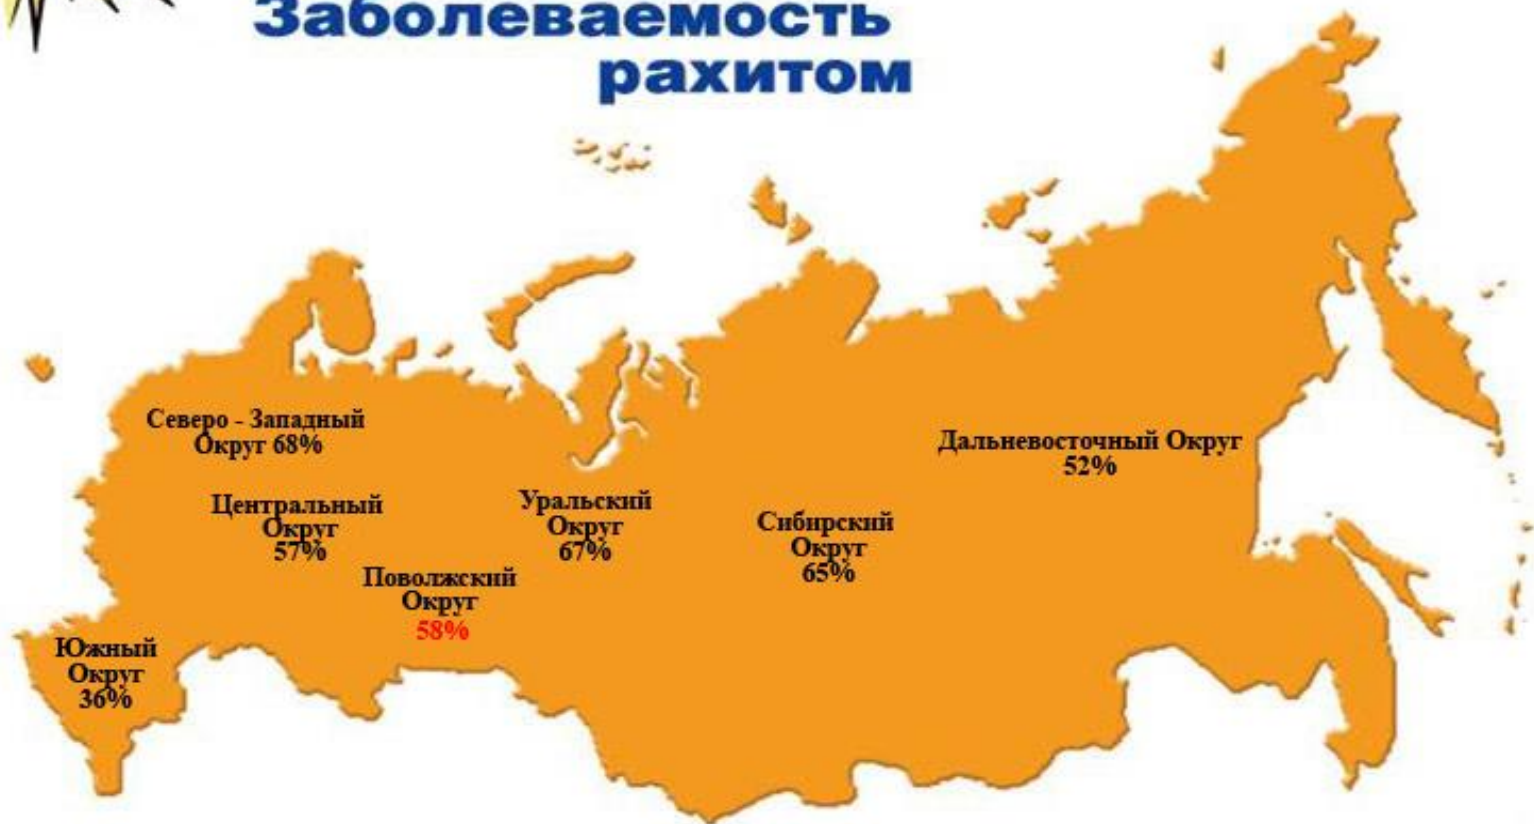 Заболеваемость
рахитом
Северо - Западный
Округ 68%
Центральный
Округ
57%
Поволжский
Округ
58%
Уральский
Округ
67%
Сибирский
Округ
65%
Дальневосточный Округ
52%
Южный
Округ
36%